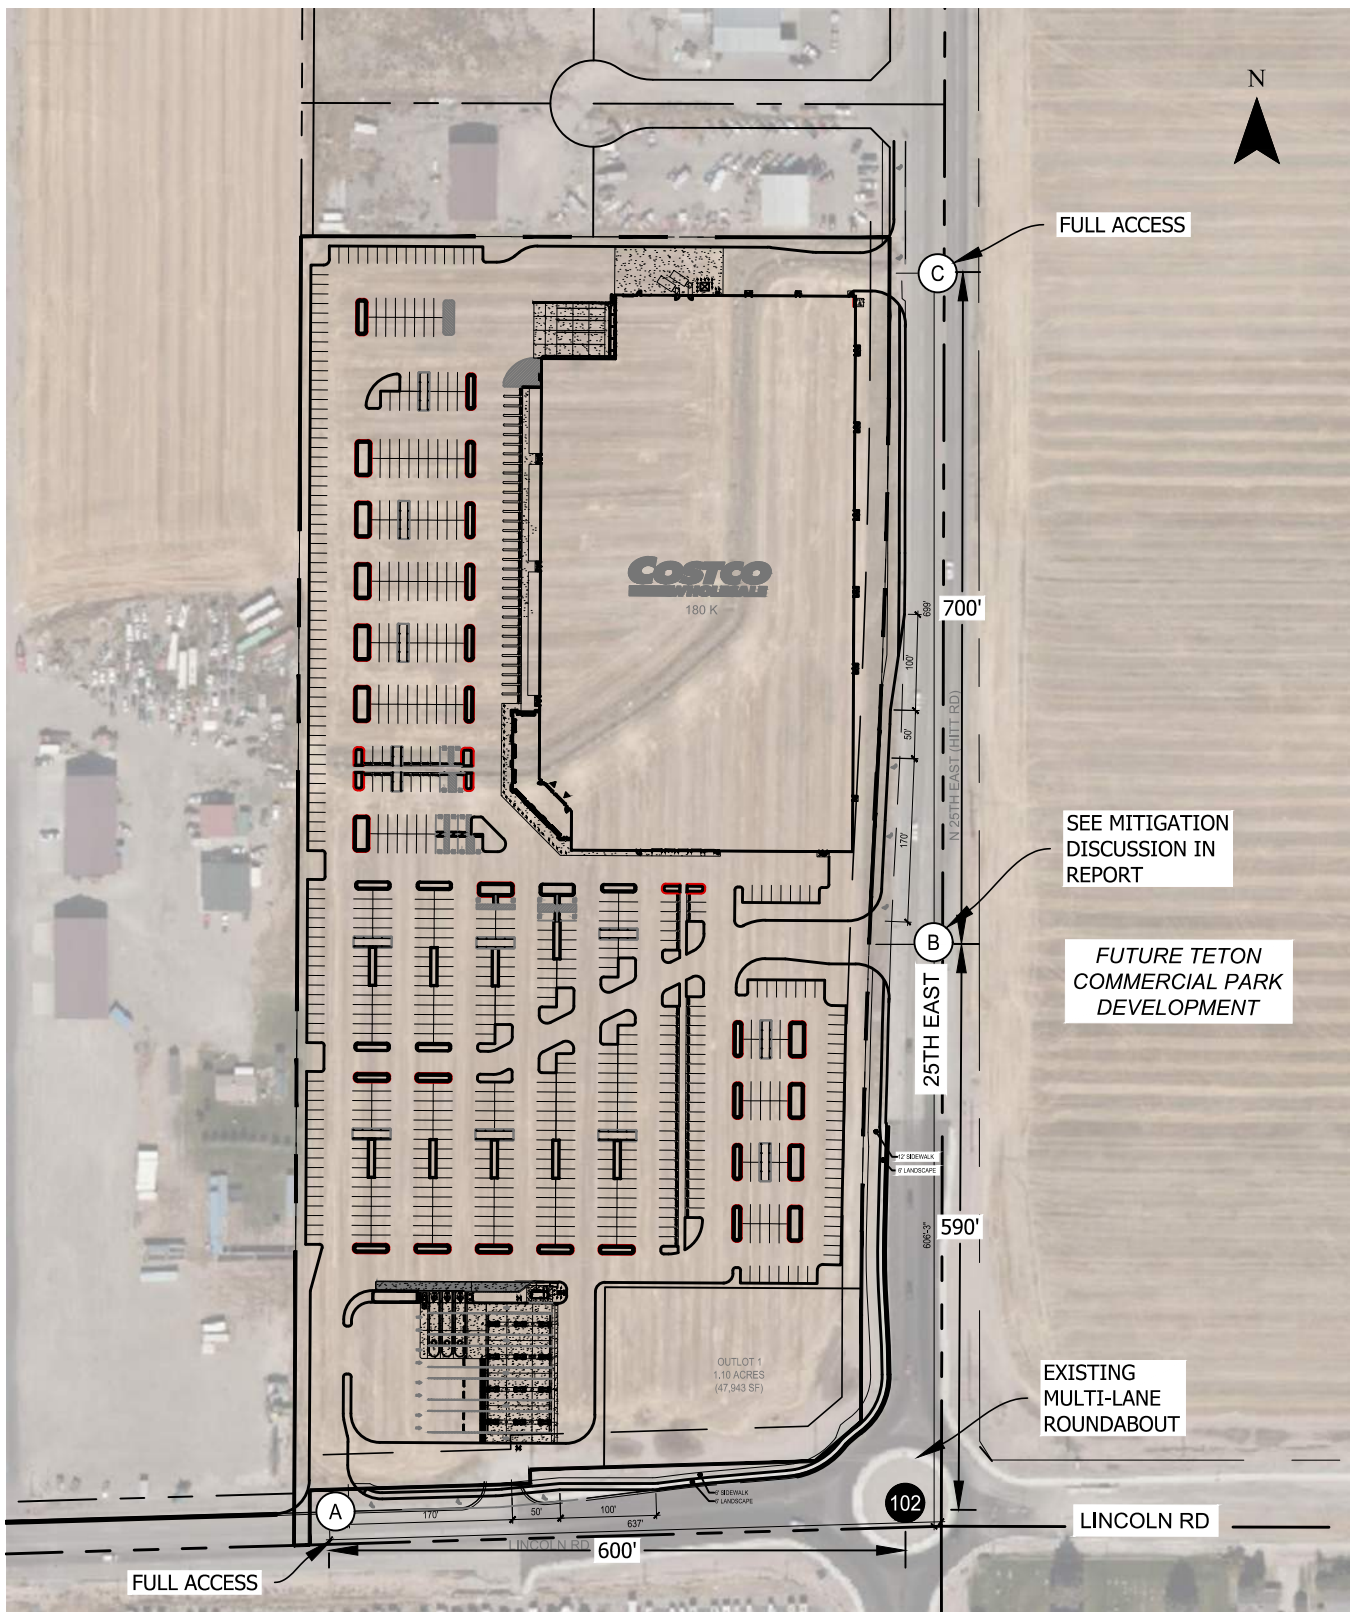 N
FULL ACCESS
C
COSTCO
WHOLESALE
180 K
699'
700'
100'
50'
N 25TH EAST (HITT RD)
170'
SEE MITIGATION
DISCUSSION IN
REPORT
B
FUTURE TETON
COMMERCIAL PARK
DEVELOPMENT
25TH EAST
12' SIDEWALK
6' LANDSCAPE
606'-3"
590'
OUTLOT 1
1.10 ACRES
(47,943 SF)
EXISTING
MULTI-LANE
ROUNDABOUT
SIDEWALK
LANDSCAPE
A
102
170'
50'
100'
637'
LINCOLN RD
LINCOLN RD
600'
FULL ACCESS